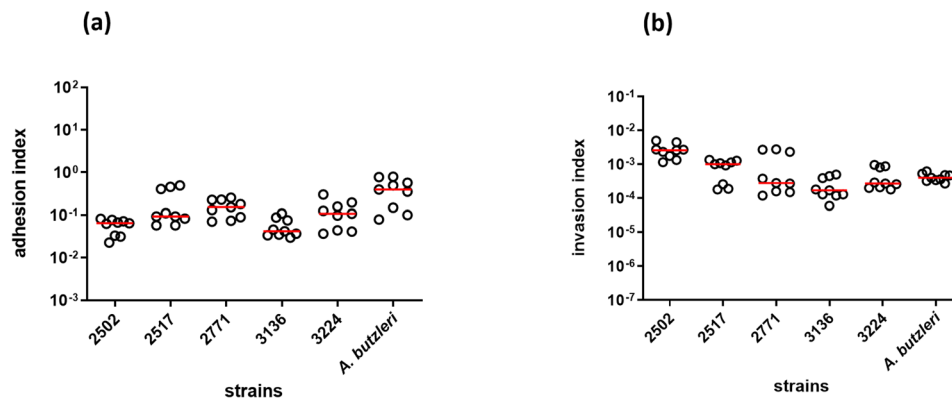 (a)
adhesion index
10²
10¹
10⁰
10⁻¹
10⁻²
10⁻³
2502
2517
2771
3136
3224
A. butzleri
strains
(b)
invasion index
10⁻¹
10⁻²
10⁻³
10⁻⁴
10⁻⁵
10⁻⁶
10⁻⁷
2502
2517
2771
3136
3224
A. butzleri
strains